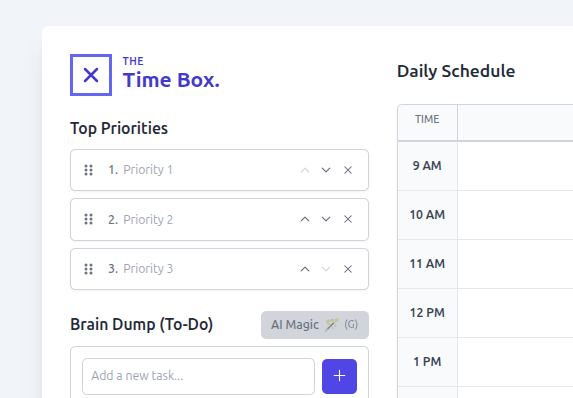 THE
Time Box.
Top Priorities
1. Priority 1
2. Priority 2
3. Priority 3
Brain Dump (To-Do)
AI Magic 🪄 (G)
Add a new task...
Daily Schedule
TIME
9 AM
10 AM
11 AM
12 PM
1 PM